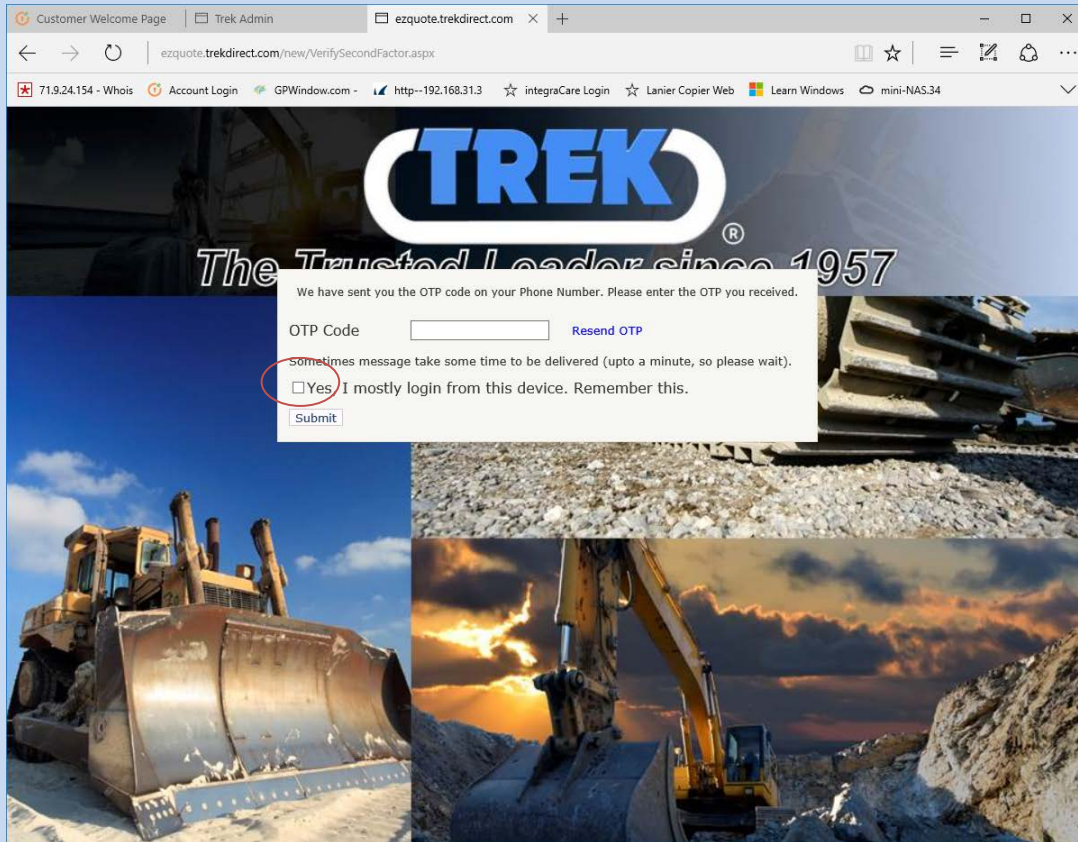 Customer Welcome Page
Trek Admin
ezquote.trekdirect.com
ezquote.trekdirect.com/new/VerifySecondFactor.aspx
71.9.24.154 - Whois
Account Login
GPWindow.com -
http--192.168.31.3
integraCare Login
Lanier Copier Web
Learn Windows
mini-NAS.34
TREK
®
The Trusted Leader since 1957
We have sent you the OTP code on your Phone Number. Please enter the OTP you received.
OTP Code
Resend OTP
Sometimes message take some time to be delivered (upto a minute, so please wait).
Yes, I mostly login from this device. Remember this.
Submit